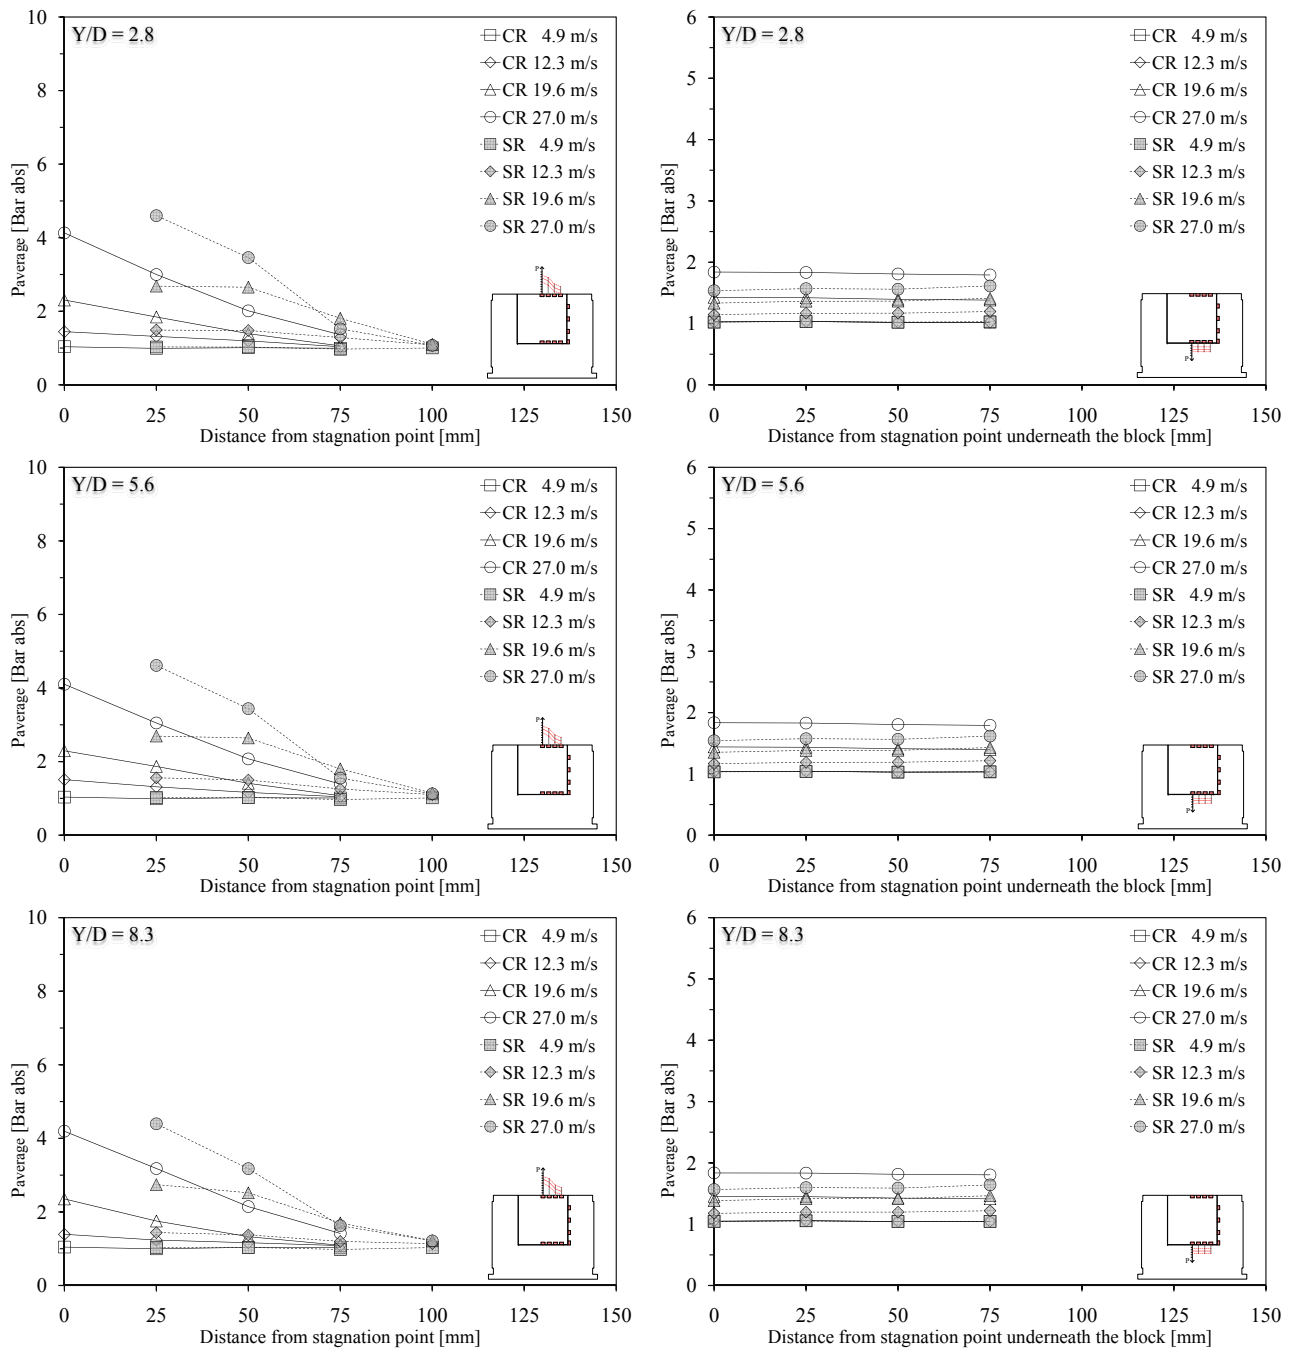 Y/D = 2.8
CR 4.9 m/s
CR 12.3 m/s
CR 19.6 m/s
CR 27.0 m/s
SR 4.9 m/s
SR 12.3 m/s
SR 19.6 m/s
SR 27.0 m/s
Paverage [Bar abs]
10
8
6
4
2
0
P
0 25 50 75 100 125 150
Distance from stagnation point [mm]
Y/D = 2.8
CR 4.9 m/s
CR 12.3 m/s
CR 19.6 m/s
CR 27.0 m/s
SR 4.9 m/s
SR 12.3 m/s
SR 19.6 m/s
SR 27.0 m/s
Paverage [Bar abs]
6
5
4
3
2
1
0
P
0 25 50 75 100 125 150
Distance from stagnation point underneath the block [mm]
Y/D = 5.6
CR 4.9 m/s
CR 12.3 m/s
CR 19.6 m/s
CR 27.0 m/s
SR 4.9 m/s
SR 12.3 m/s
SR 19.6 m/s
SR 27.0 m/s
Paverage [Bar abs]
10
8
6
4
2
0
P
0 25 50 75 100 125 150
Distance from stagnation point [mm]
Y/D = 5.6
CR 4.9 m/s
CR 12.3 m/s
CR 19.6 m/s
CR 27.0 m/s
SR 4.9 m/s
SR 12.3 m/s
SR 19.6 m/s
SR 27.0 m/s
Paverage [Bar abs]
6
5
4
3
2
1
0
P
0 25 50 75 100 125 150
Distance from stagnation point underneath the block [mm]
Y/D = 8.3
CR 4.9 m/s
CR 12.3 m/s
CR 19.6 m/s
CR 27.0 m/s
SR 4.9 m/s
SR 12.3 m/s
SR 19.6 m/s
SR 27.0 m/s
Paverage [Bar abs]
10
8
6
4
2
0
P
0 25 50 75 100 125 150
Distance from stagnation point [mm]
Y/D = 8.3
CR 4.9 m/s
CR 12.3 m/s
CR 19.6 m/s
CR 27.0 m/s
SR 4.9 m/s
SR 12.3 m/s
SR 19.6 m/s
SR 27.0 m/s
Paverage [Bar abs]
6
5
4
3
2
1
0
P
0 25 50 75 100 125 150
Distance from stagnation point underneath the block [mm]